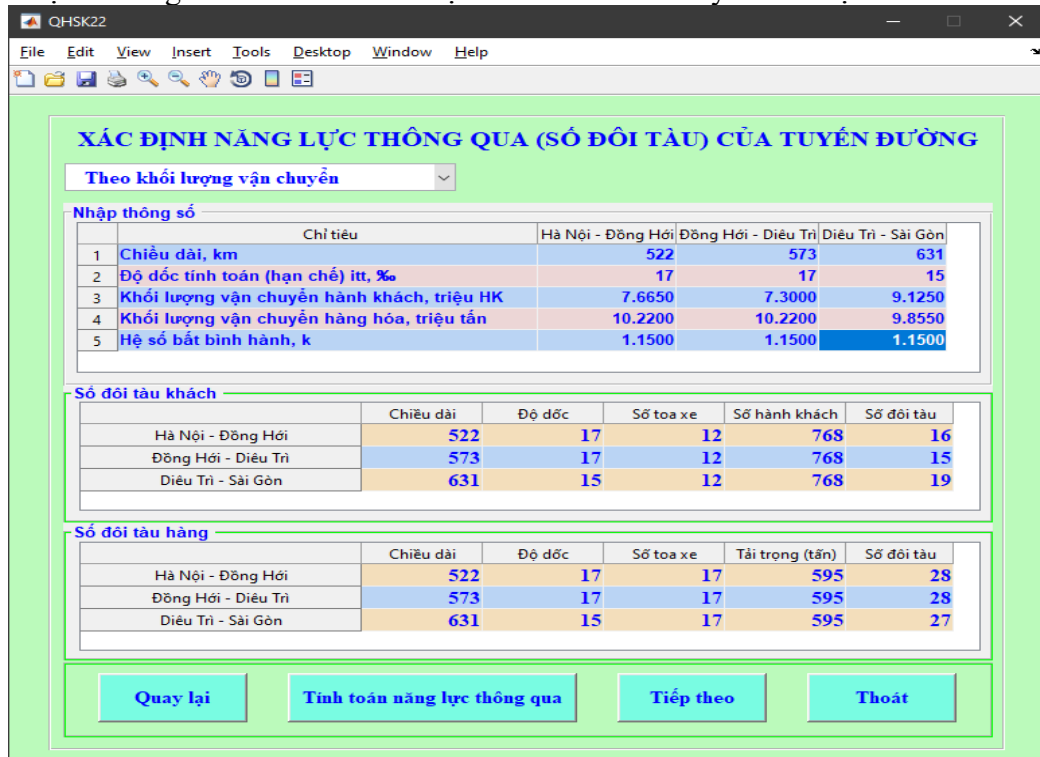 QHSK22
File Edit View Insert Tools Desktop Window Help
XÁC ĐỊNH NĂNG LỰC THÔNG QUA (SỐ ĐÔI TÀU) CỦA TUYẾN ĐƯỜNG
Theo khối lượng vận chuyển
Nhập thông số
Chỉ tiêu Hà Nội - Đồng Hới Đồng Hới - Diêu Trì Diêu Trì - Sài Gòn
1 Chiều dài, km 522 573 631
2 Độ dốc tính toán (hạn chế) itt, ‰ 17 17 15
3 Khối lượng vận chuyển hành khách, triệu HK 7.6650 7.3000 9.1250
4 Khối lượng vận chuyển hàng hóa, triệu tấn 10.2200 10.2200 9.8550
5 Hệ số bất bình hành, k 1.1500 1.1500 1.1500
Số đôi tàu khách
Chiều dài Độ dốc Số toa xe Số hành khách Số đôi tàu
Hà Nội - Đồng Hới 522 17 12 768 16
Đồng Hới - Diêu Trì 573 17 12 768 15
Diêu Trì - Sài Gòn 631 15 12 768 19
Số đôi tàu hàng
Chiều dài Độ dốc Số toa xe Tải trọng (tấn) Số đôi tàu
Hà Nội - Đồng Hới 522 17 17 595 28
Đồng Hới - Diêu Trì 573 17 17 595 28
Diêu Trì - Sài Gòn 631 15 17 595 27
Quay lại Tính toán năng lực thông qua Tiếp theo Thoát